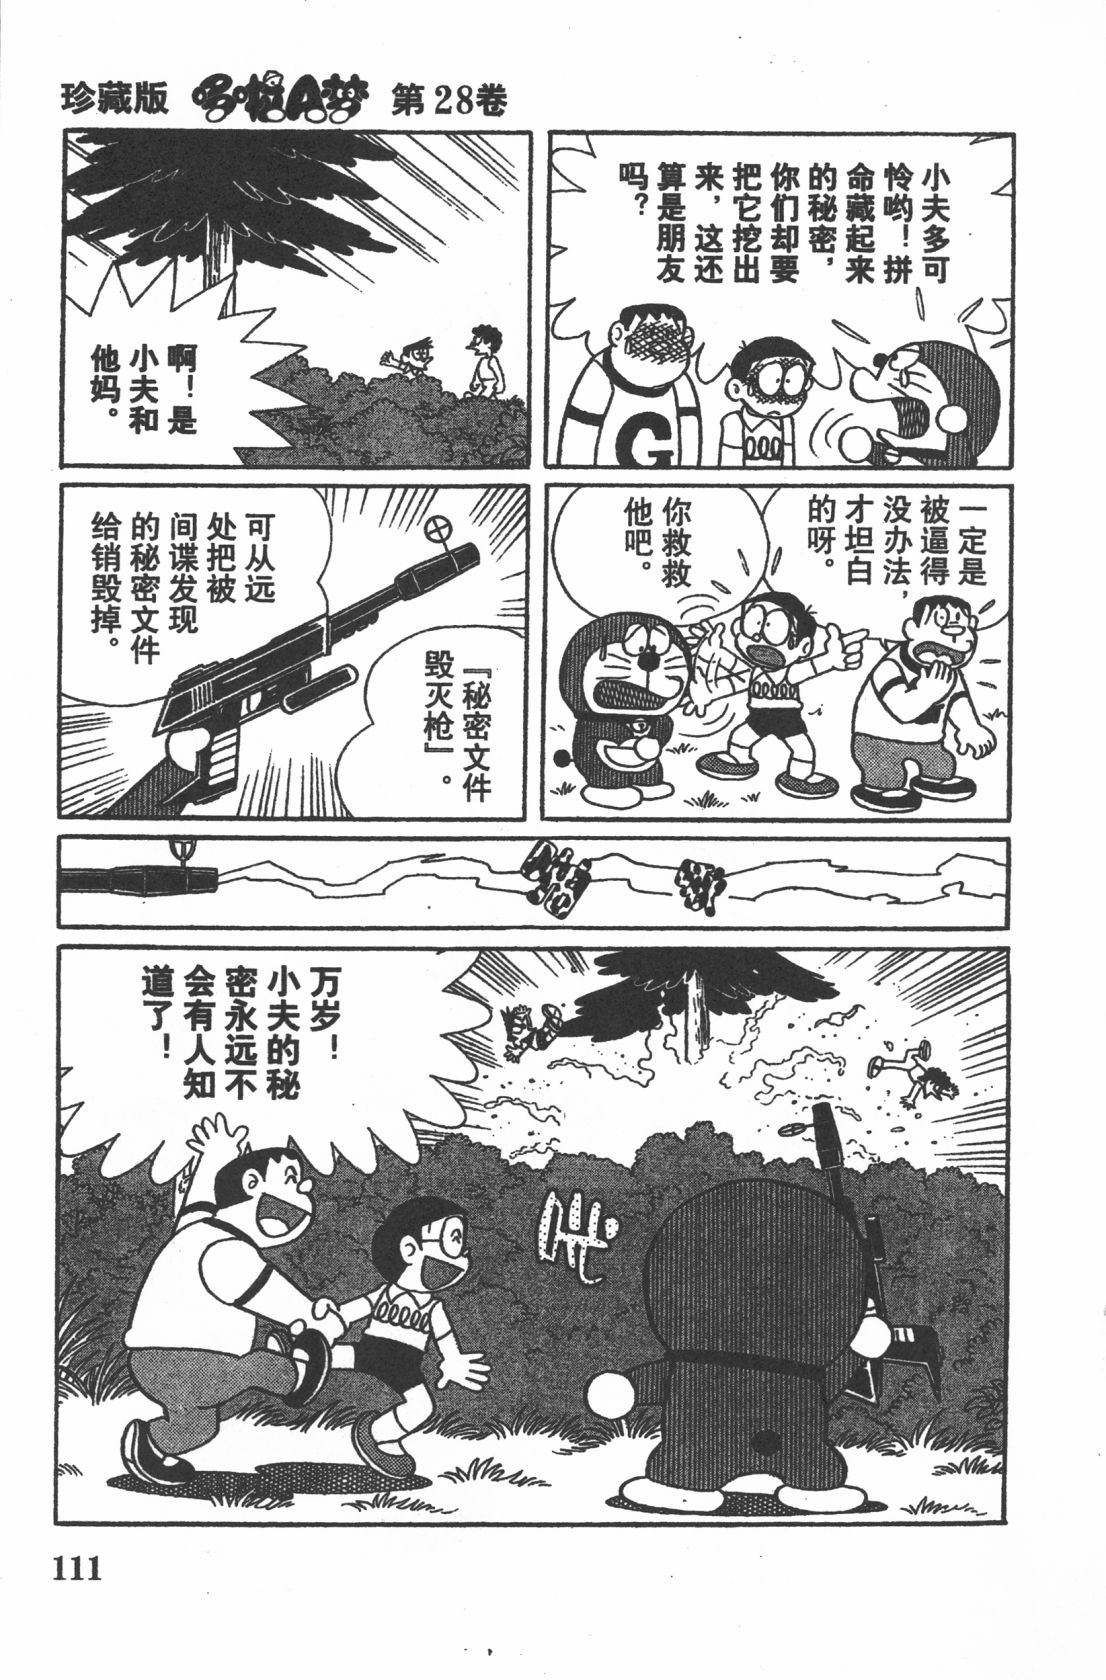 珍藏版 哆啦A梦 第28卷
小夫多可
怜哟！拼
命藏起来
的秘密，
你们却要
把它挖出
来，这还
算是朋友
吗？
啊！是
小夫和
他妈。
一定是
被逼得
没办法，
才坦白
的呀。
你救救
他吧。
『秘密文件
毁灭枪』。
可从远
处把被
间谍发现
的秘密文件
给销毁掉。
万岁！
小夫的秘
密永远不
会有人知
道了！
G
111